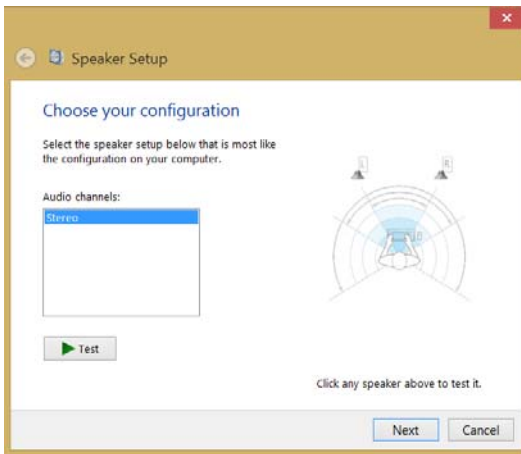 Speaker Setup
Choose your configuration
Select the speaker setup below that is most like
the configuration on your computer.
Audio channels:
Stereo
L
R
Test
Click any speaker above to test it.
Next
Cancel